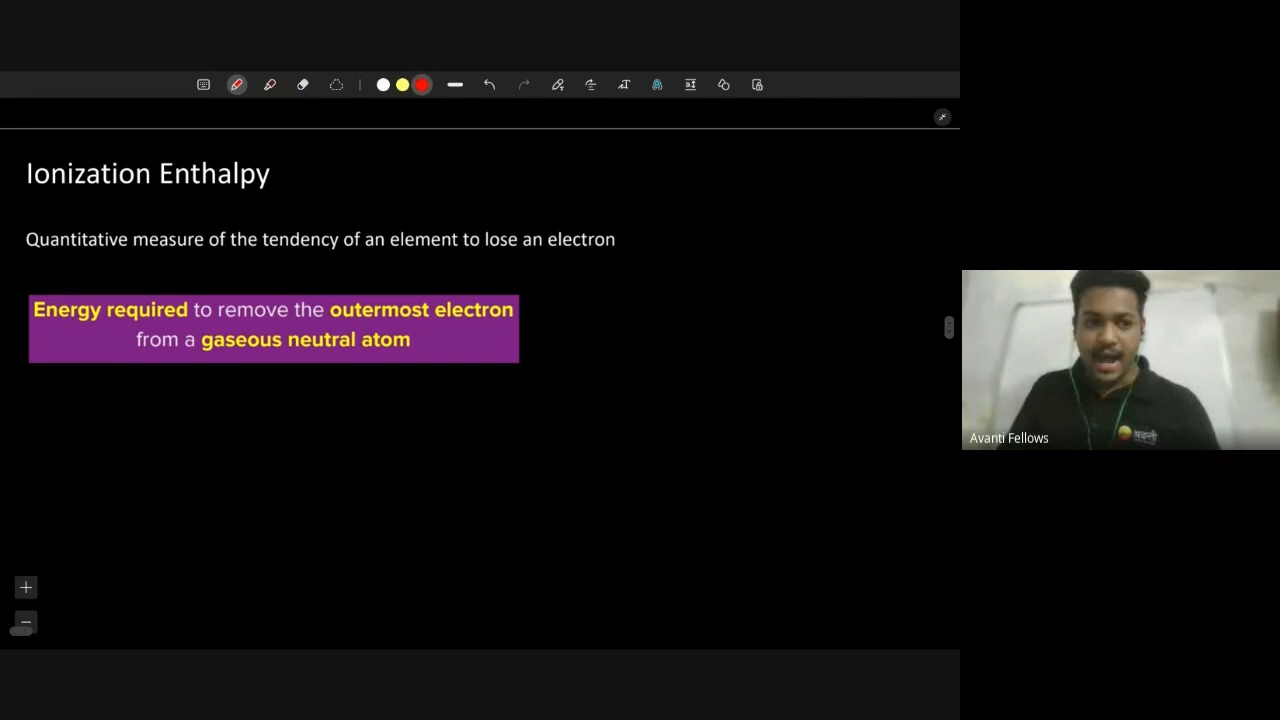 Ionization Enthalpy
Quantitative measure of the tendency of an element to lose an electron
Energy required to remove the outermost electron
from a gaseous neutral atom
Avanti Fellows